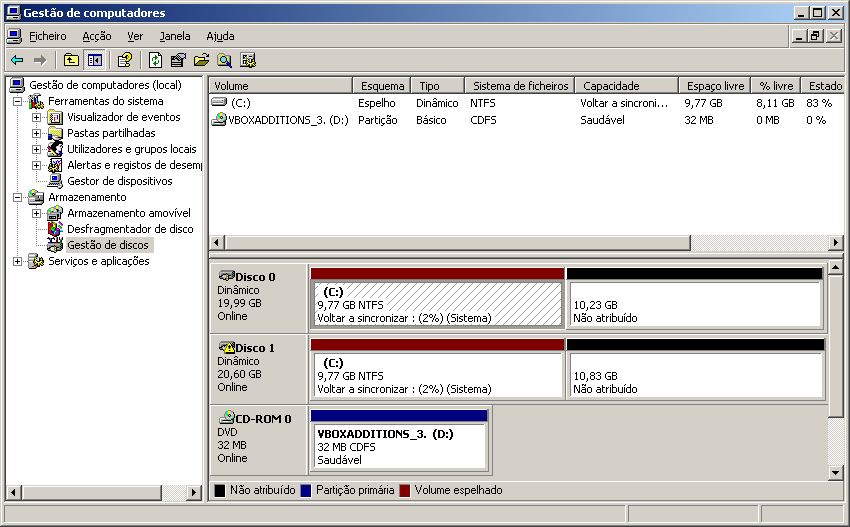 Gestão de computadores
Ficheiro Acção Ver Janela Ajuda
Gestão de computadores (local)
Ferramentas do sistema
Visualizador de eventos
Pastas partilhadas
Utilizadores e grupos locais
Alertas e registos de desem
Gestor de dispositivos
Armazenamento
Armazenamento amovível
Desfragmentador de disco
Gestão de discos
Serviços e aplicações
Volume Esquema Tipo Sistema de ficheiros Capacidade Espaço livre % livre Estado
(C:) Espelho Dinâmico NTFS Voltar a sincroni... 9,77 GB 8,11 GB 83 %
VBOXADDITIONS_3. (D:) Partição Básico CDFS Saudável 32 MB 0 MB 0 %
Disco 0
Dinâmico
19,99 GB
Online
(C:)
9,77 GB NTFS
Voltar a sincronizar : (2%) (Sistema)
10,23 GB
Não atribuído
Disco 1
Dinâmico
20,60 GB
Online
(C:)
9,77 GB NTFS
Voltar a sincronizar : (2%) (Sistema)
10,83 GB
Não atribuído
CD-ROM 0
DVD
32 MB
Online
VBOXADDITIONS_3. (D:)
32 MB CDFS
Saudável
Não atribuído Partição primária Volume espelhado